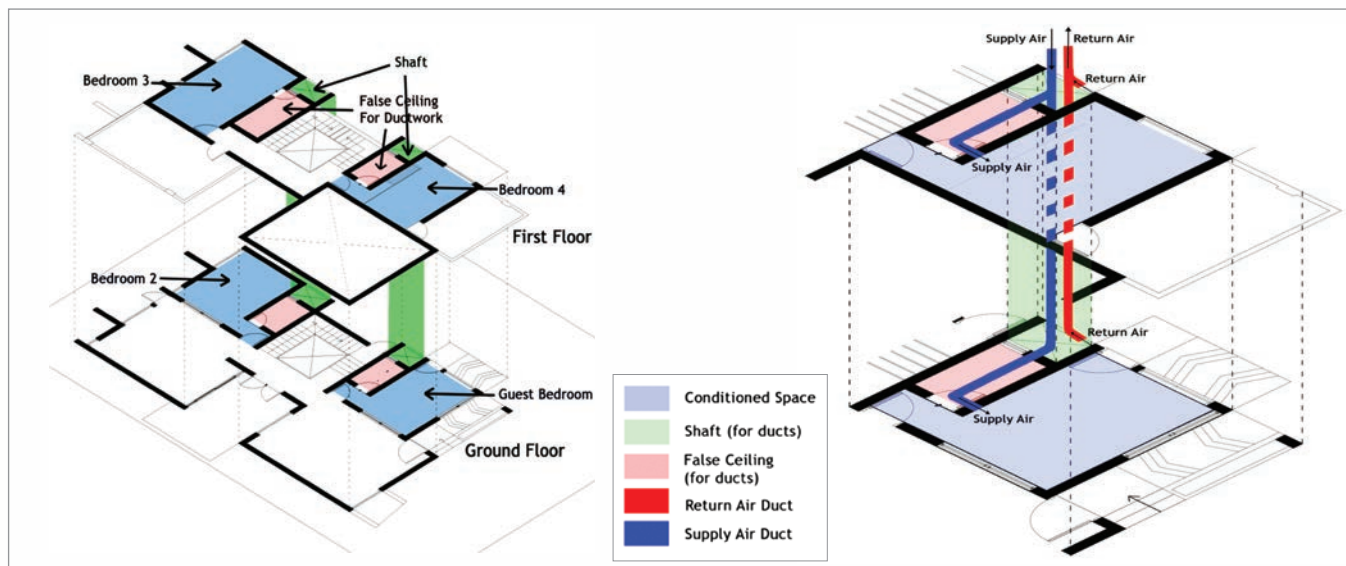 Bedroom 3
Shaft
False Ceiling
For Ductwork
Bedroom 4
First Floor
Bedroom 2
Guest Bedroom
Ground Floor
Conditioned Space
Shaft (for ducts)
False Ceiling
(for ducts)
Return Air Duct
Supply Air Duct
Supply Air
Return Air
Return Air
Supply Air
Return Air
Supply Air